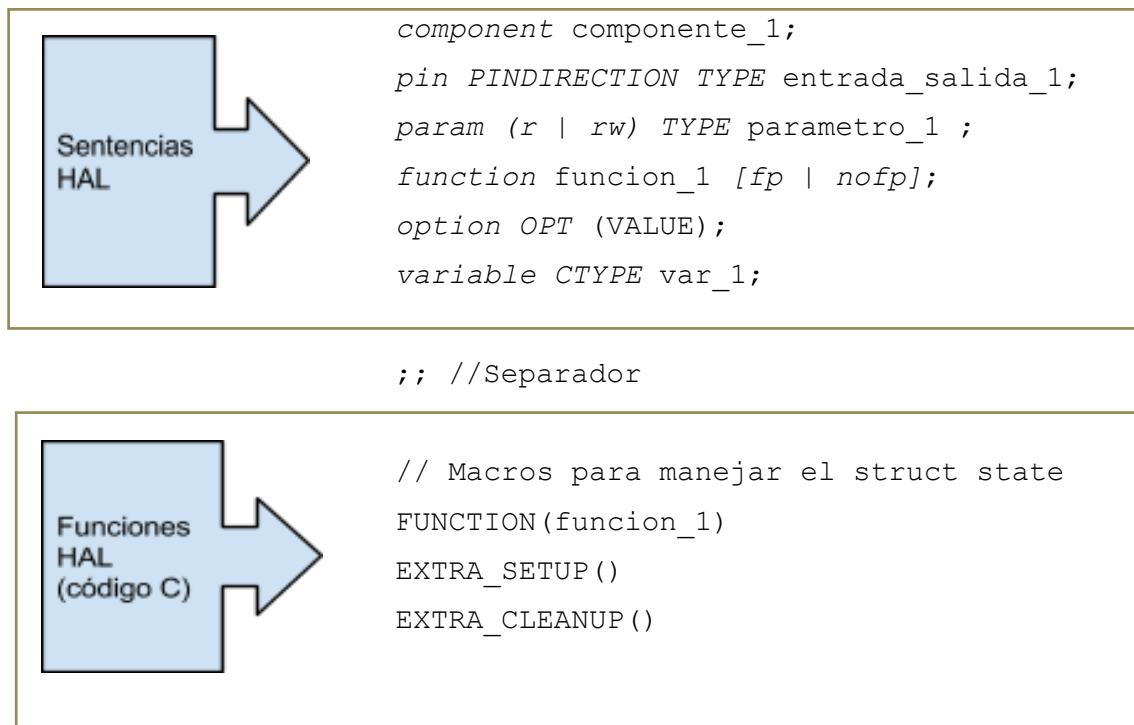 Sentencias
HAL
component componente_1;
pin PINDIRECTION TYPE entrada_salida_1;
param (r | rw) TYPE parametro_1 ;
function funcion_1 [fp | nofp];
option OPT (VALUE);
variable CTYPE var_1;
;; //Separador
Funciones
HAL
(código C)
// Macros para manejar el struct state
FUNCTION(funcion_1)
EXTRA_SETUP()
EXTRA_CLEANUP()